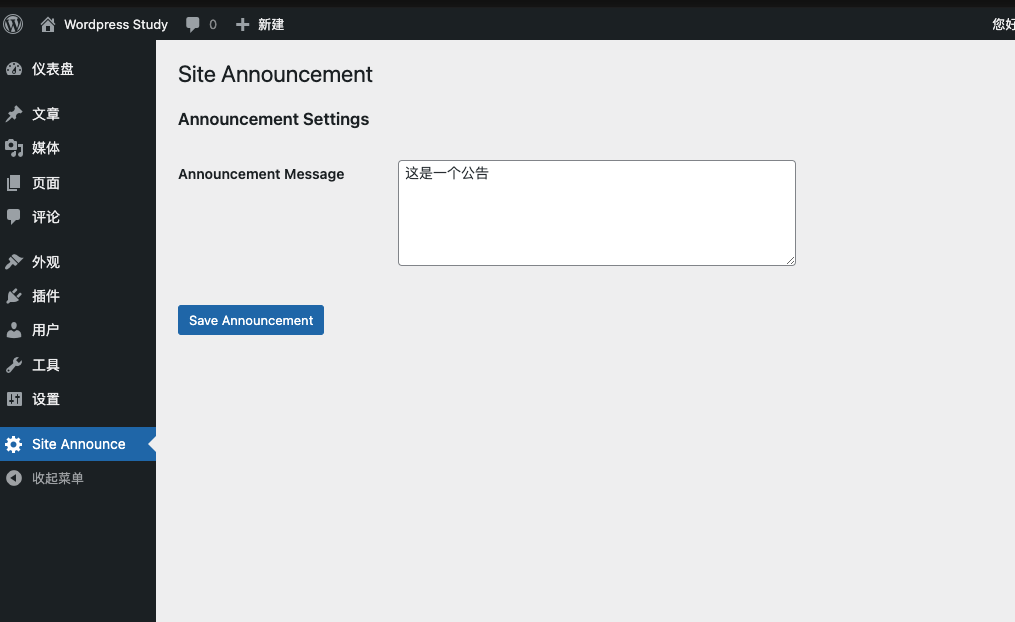 Wordpress Study 0 新建 您好
仪表盘
文章
媒体
页面
评论
外观
插件
用户
工具
设置
Site Announce
收起菜单
Site Announcement
Announcement Settings
Announcement Message
这是一个公告
Save Announcement